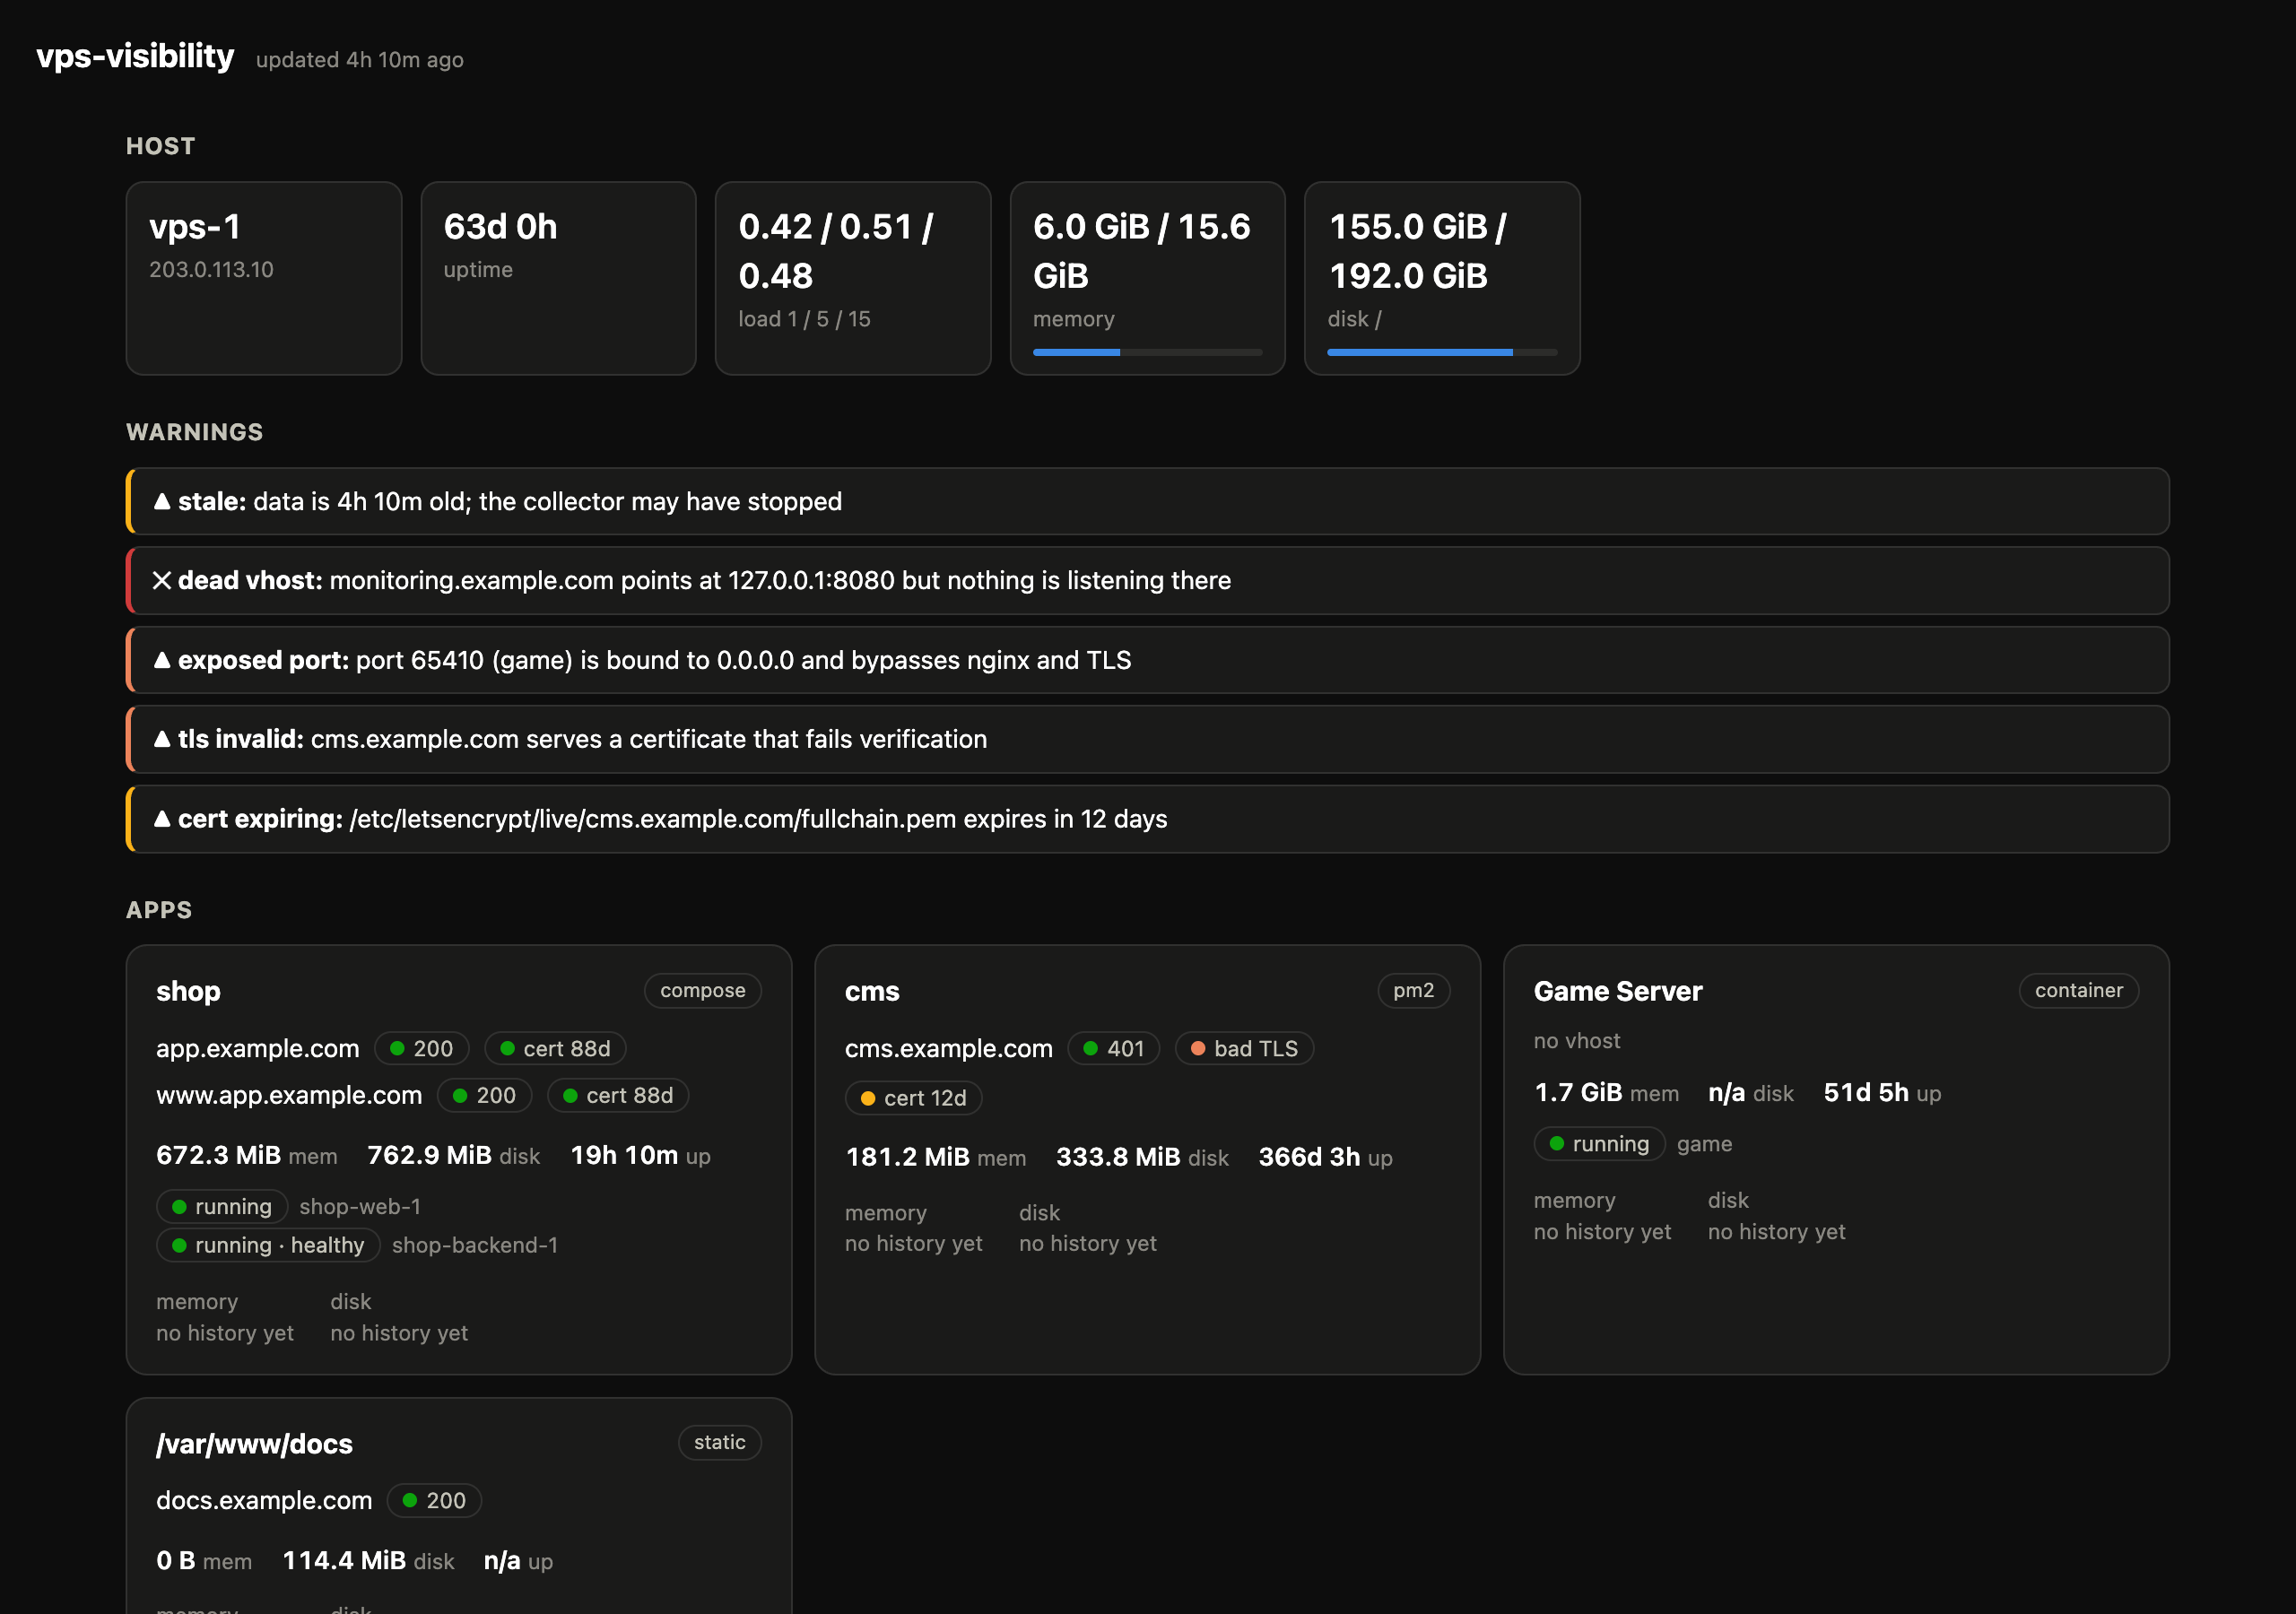 vps-visibility updated 4h 10m ago
HOST
vps-1
203.0.113.10
63d 0h
uptime
0.42 / 0.51 /
0.48
load 1 / 5 / 15
6.0 GiB / 15.6
GiB
memory
155.0 GiB /
192.0 GiB
disk /
WARNINGS
stale: data is 4h 10m old; the collector may have stopped
dead vhost: monitoring.example.com points at 127.0.0.1:8080 but nothing is listening there
exposed port: port 65410 (game) is bound to 0.0.0.0 and bypasses nginx and TLS
tls invalid: cms.example.com serves a certificate that fails verification
cert expiring: /etc/letsencrypt/live/cms.example.com/fullchain.pem expires in 12 days
APPS
shop compose
app.example.com 200 cert 88d
www.app.example.com 200 cert 88d
672.3 MiB mem 762.9 MiB disk 19h 10m up
running shop-web-1
running · healthy shop-backend-1
memory disk
no history yet no history yet
cms pm2
cms.example.com 401 bad TLS
cert 12d
181.2 MiB mem 333.8 MiB disk 366d 3h up
memory disk
no history yet no history yet
Game Server container
no vhost
1.7 GiB mem n/a disk 51d 5h up
running game
memory disk
no history yet no history yet
/var/www/docs static
docs.example.com 200
0 B mem 114.4 MiB disk n/a up
memory disk